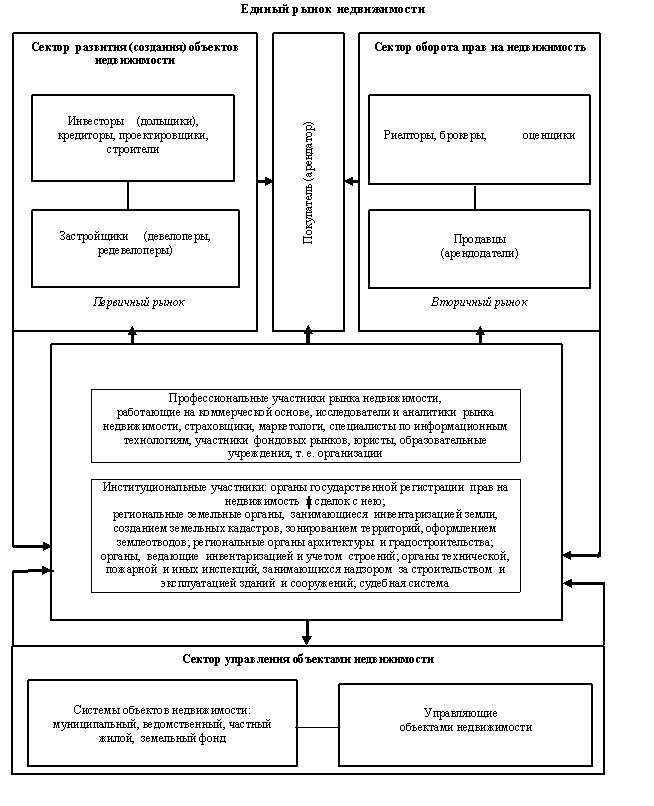 Единый рынок недвижимости
Сектор развития (создания) объектов
недвижимости
Инвесторы (дольщики),
кредиторы, проектировщики,
строители
Застройщики (девелоперы,
редевелоперы)
Первичный рынок
Покупатель (арендатор)
Сектор оборота прав на недвижимость
Риелторы, брокеры, оценщики
Продавцы
(арендодатели)
Вторичный рынок
Профессиональные участники рынка недвижимости,
работающие на коммерческой основе, исследователи и аналитики рынка
недвижимости, страховщики, маркетологи, специалисты по информационным
технологиям, участники фондовых рынков, юристы, образовательные
учреждения, т. е. организации
Институциональные участники: органы государственной регистрации прав на
недвижимость и сделок с нею;
региональные земельные органы, занимающиеся инвентаризацией земли,
созданием земельных кадастров, зонированием территорий, оформлением
землеотводов; региональные органы архитектуры и градостроительства;
органы, ведающие инвентаризацией и учетом строений; органы технической,
пожарной и иных инспекций, занимающихся надзором за строительством и
эксплуатацией зданий и сооружений; судебная система
Сектор управления объектами недвижимости
Системы объектов недвижимости:
муниципальный, ведомственный, частный
жилой, земельный фонд
Управляющие
объектами недвижимости